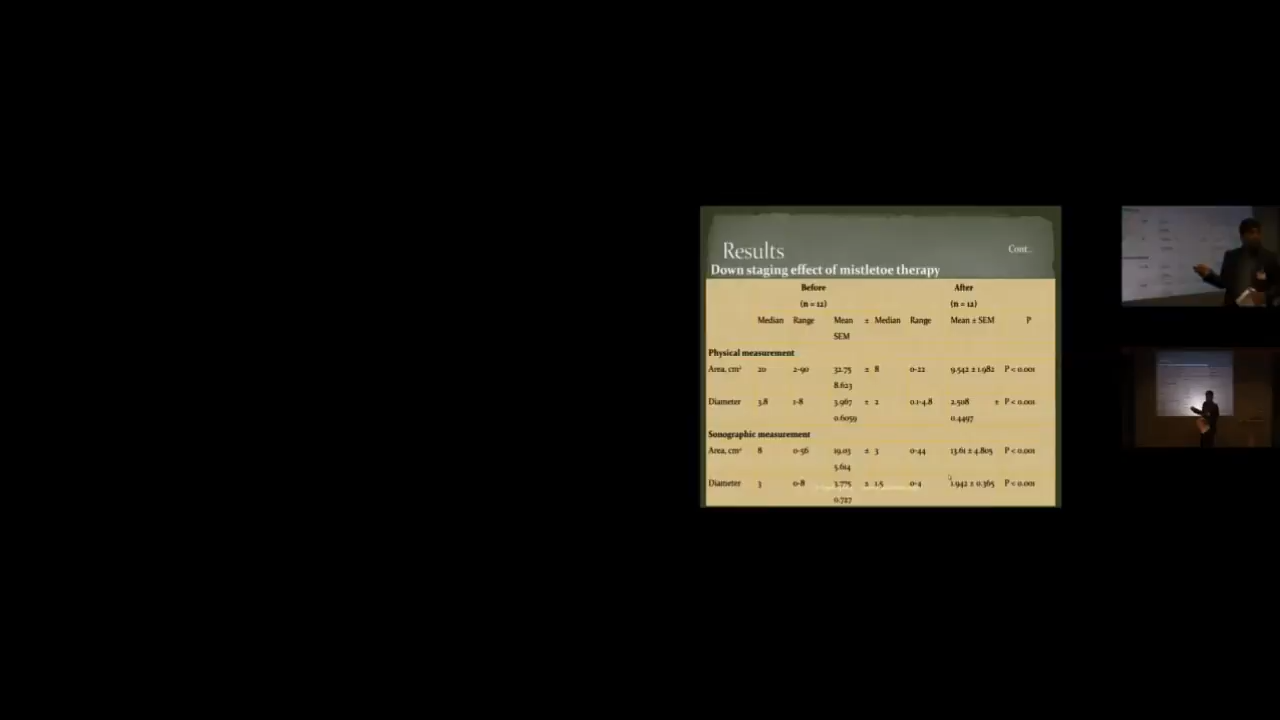 Results
Cont..
Down staging effect of mistletoe therapy
Before After
(n = 12) (n = 12)
Median Range Mean ± Median Range Mean ± SEM P
SEM
Physical measurement
Area, cm² 20 2-90 32.75 ± 8 0-22 9.542 ± 1.982 P < 0.001
8.623
Diameter 3.8 1-8 3.967 ± 2 0.1-4.8 2.508 ± P < 0.001
0.6059 0.4497
Sonographic measurement
Area, cm² 8 0-56 19.03 ± 3 0-44 13.61 ± 4.805 P < 0.001
5.614
Diameter 3 0-8 3.775 ± 1.5 0-4 1.942 ± 0.365 P < 0.001
0.727